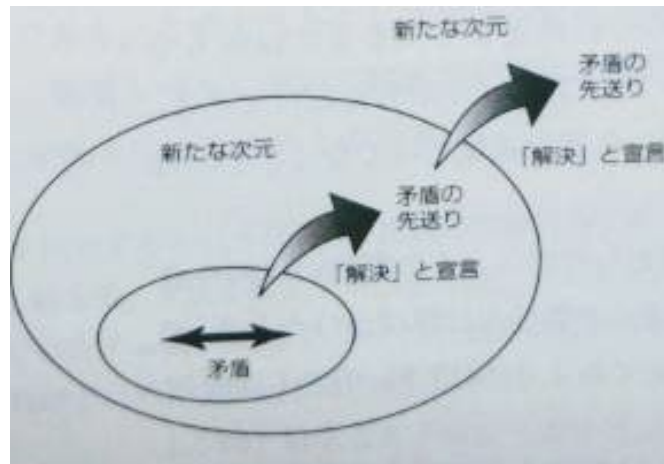 新たな次元
矛盾の
先送り
「解決」と宣言
新たな次元
矛盾の
先送り
「解決」と宣言
矛盾